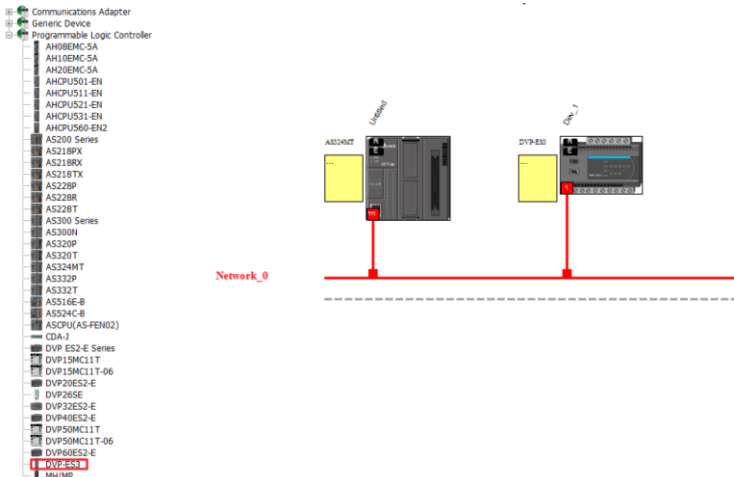 Communications Adapter
Generic Device
Programmable Logic Controller
AH08EMC-5A
AH10EMC-5A
AH20EMC-5A
AHCPU501-EN
AHCPU511-EN
AHCPU521-EN
AHCPU531-EN
AHCPU560-EN2
AS200 Series
AS218PX
AS218RX
AS218TX
AS228P
AS228R
AS228T
AS300 Series
AS300N
AS320P
AS320T
AS324MT
AS332P
AS332T
AS516E-B
AS524C-B
ASCPU(AS-FEN02)
CDA-J
DVP ES2-E Series
DVP15MC11T
DVP15MC11T-06
DVP20ES2-E
DVP26SE
DVP32ES2-E
DVP40ES2-E
DVP50MC11T
DVP50MC11T-06
DVP60ES2-E
DVP-ES3
MH/MP
Untitled
Dev_1
AS324MT
R
E
...
DVP-ES3
R
E
...
Network_0